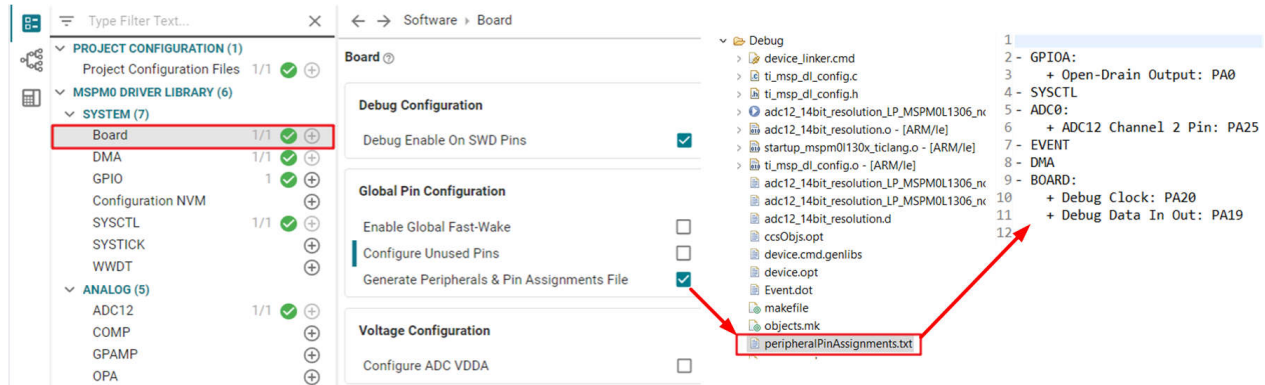 Type Filter Text...
PROJECT CONFIGURATION (1)
Project Configuration Files 1/1
MSPM0 DRIVER LIBRARY (6)
SYSTEM (7)
Board 1/1
DMA 1/1
GPIO 1
Configuration NVM
SYSCTL 1/1
SYSTICK
WWDT
ANALOG (5)
ADC12 1/1
COMP
GPAMP
OPA
Software Board
Board
Debug Configuration
Debug Enable On SWD Pins
Global Pin Configuration
Enable Global Fast-Wake
Configure Unused Pins
Generate Peripherals & Pin Assignments File
Voltage Configuration
Configure ADC VDDA
Debug
device_linker.cmd
ti_msp_dl_config.c
ti_msp_dl_config.h
adc12_14bit_resolution_LP_MSPM0L1306_nc
adc12_14bit_resolution.o - [ARM/le]
startup_mspm0l130x_ticlang.o - [ARM/le]
ti_msp_dl_config.o - [ARM/le]
adc12_14bit_resolution_LP_MSPM0L1306_nc
adc12_14bit_resolution_LP_MSPM0L1306_nc
adc12_14bit_resolution.d
ccsObjs.opt
device.cmd.genlibs
device.opt
Event.dot
makefile
objects.mk
peripheralPinAssignments.txt
1
2 - GPIOA:
3 + Open-Drain Output: PA0
4 - SYSCTL
5 - ADC0:
6 + ADC12 Channel 2 Pin: PA25
7 - EVENT
8 - DMA
9 - BOARD:
10 + Debug Clock: PA20
11 + Debug Data In Out: PA19
12